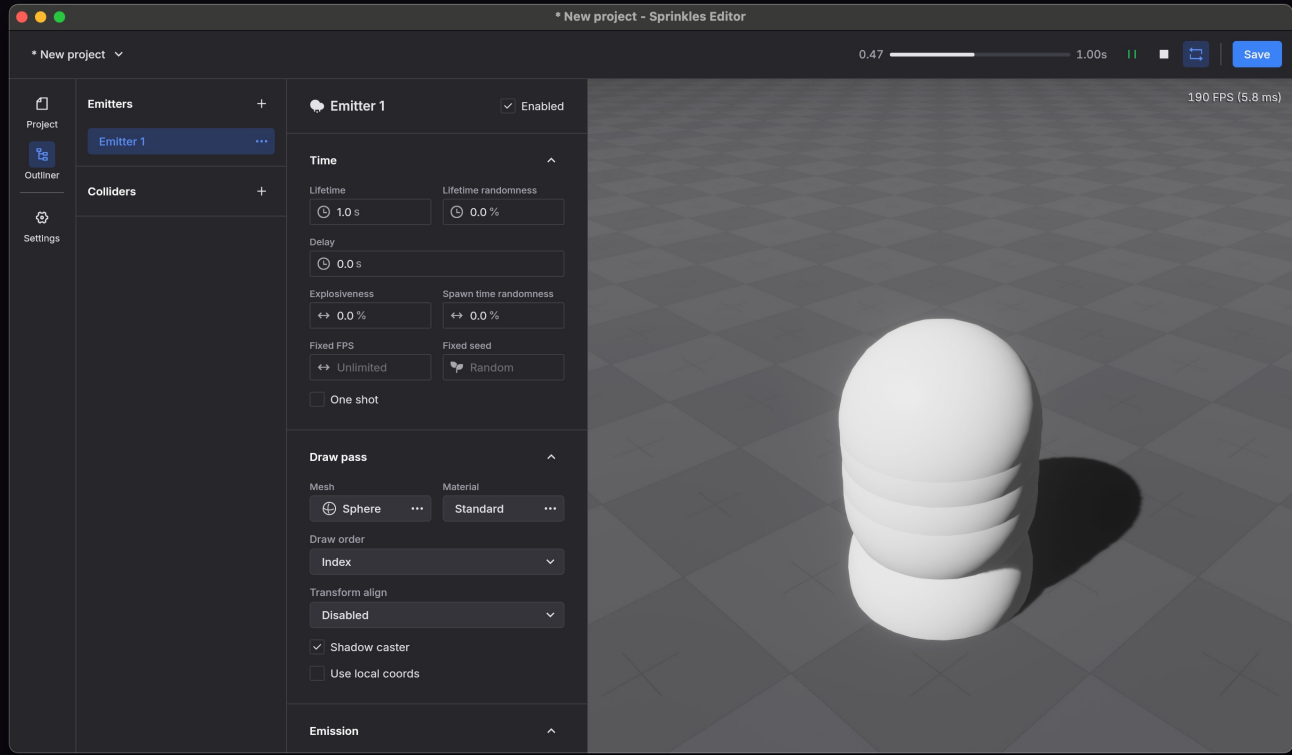 * New project - Sprinkles Editor
* New project
0.47
1.00s
Save
Project
Outliner
Settings
Emitters
Emitter 1
Colliders
Emitter 1
Enabled
Time
Lifetime Lifetime randomness
1.0 s 0.0 %
Delay
0.0 s
Explosiveness Spawn time randomness
0.0 % 0.0 %
Fixed FPS Fixed seed
Unlimited Random
One shot
Draw pass
Mesh Material
Sphere Standard
Draw order
Index
Transform align
Disabled
Shadow caster
Use local coords
Emission
190 FPS (5.8 ms)